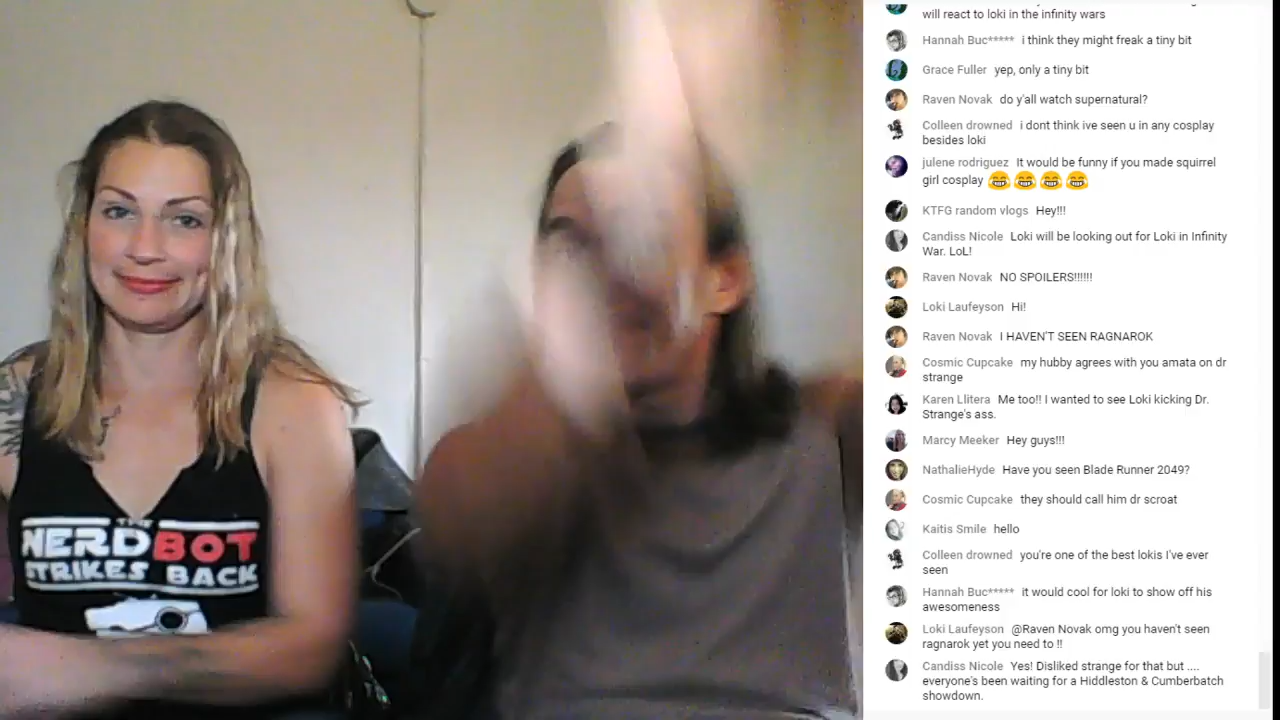 will react to loki in the infinity wars
Hannah Buc***** i think they might freak a tiny bit
Grace Fuller yep, only a tiny bit
Raven Novak do y'all watch supernatural?
Colleen drowned i dont think ive seen u in any cosplay
besides loki
julene rodriguez It would be funny if you made squirrel
girl cosplay 😂😂😂😂
KTFG random vlogs Hey!!!
Candiss Nicole Loki will be looking out for Loki in Infinity
War. LoL!
Raven Novak NO SPOILERS!!!!!!
Loki Laufeyson Hi!
Raven Novak I HAVEN'T SEEN RAGNAROK
Cosmic Cupcake my hubby agrees with you amata on dr
strange
Karen Llitera Me too!! I wanted to see Loki kicking Dr.
Strange's ass.
Marcy Meeker Hey guys!!!
NathalieHyde Have you seen Blade Runner 2049?
Cosmic Cupcake they should call him dr scroat
Kaitis Smile hello
Colleen drowned you're one of the best lokis I've ever
seen
Hannah Buc***** it would cool for loki to show off his
awesomeness
Loki Laufeyson @Raven Novak omg you haven't seen
ragnarok yet you need to !!
Candiss Nicole Yes! Disliked strange for that but ....
everyone's been waiting for a Hiddleston & Cumberbatch
showdown.
THE
NERDBOT
STRIKES BACK